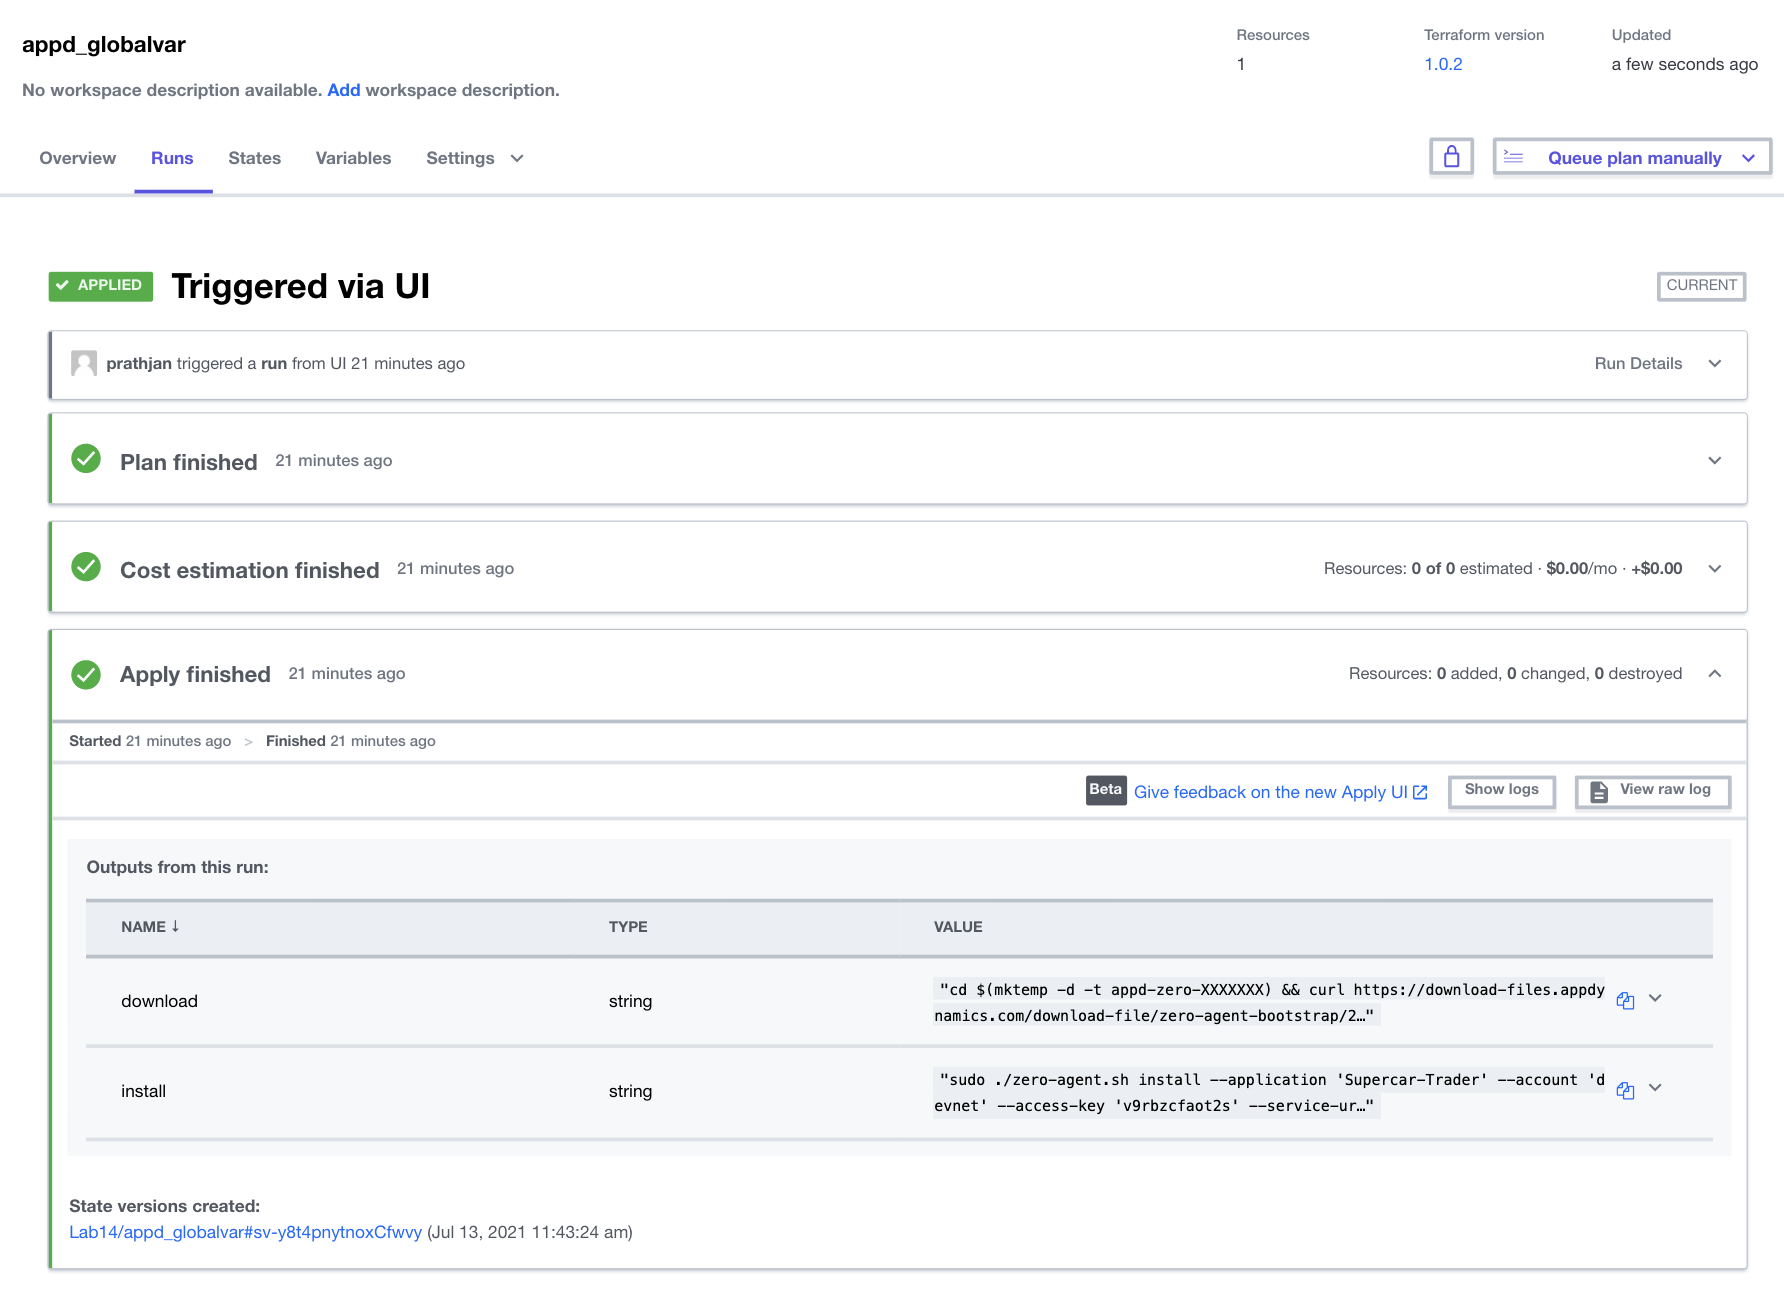 appd_globalvar
No workspace description available. Add workspace description.
Resources
1
Terraform version
1.0.2
Updated
a few seconds ago
Overview Runs States Variables Settings
Queue plan manually
APPLIED Triggered via UI CURRENT
prathjan triggered a run from UI 21 minutes ago Run Details
Plan finished 21 minutes ago
Cost estimation finished 21 minutes ago Resources: 0 of 0 estimated · $0.00/mo · +$0.00
Apply finished 21 minutes ago Resources: 0 added, 0 changed, 0 destroyed
Started 21 minutes ago > Finished 21 minutes ago
Beta Give feedback on the new Apply UI Show logs View raw log
Outputs from this run:
NAME ↓ TYPE VALUE
download string "cd $(mktemp -d -t appd-zero-XXXXXXX) && curl https://download-files.appdy
namics.com/download-file/zero-agent-bootstrap/2…"
install string "sudo ./zero-agent.sh install --application 'Supercar-Trader' --account 'd
evnet' --access-key 'v9rbzcfaot2s' --service-ur…"
State versions created:
Lab14/appd_globalvar#sv-y8t4pnytnoxCfwvy (Jul 13, 2021 11:43:24 am)